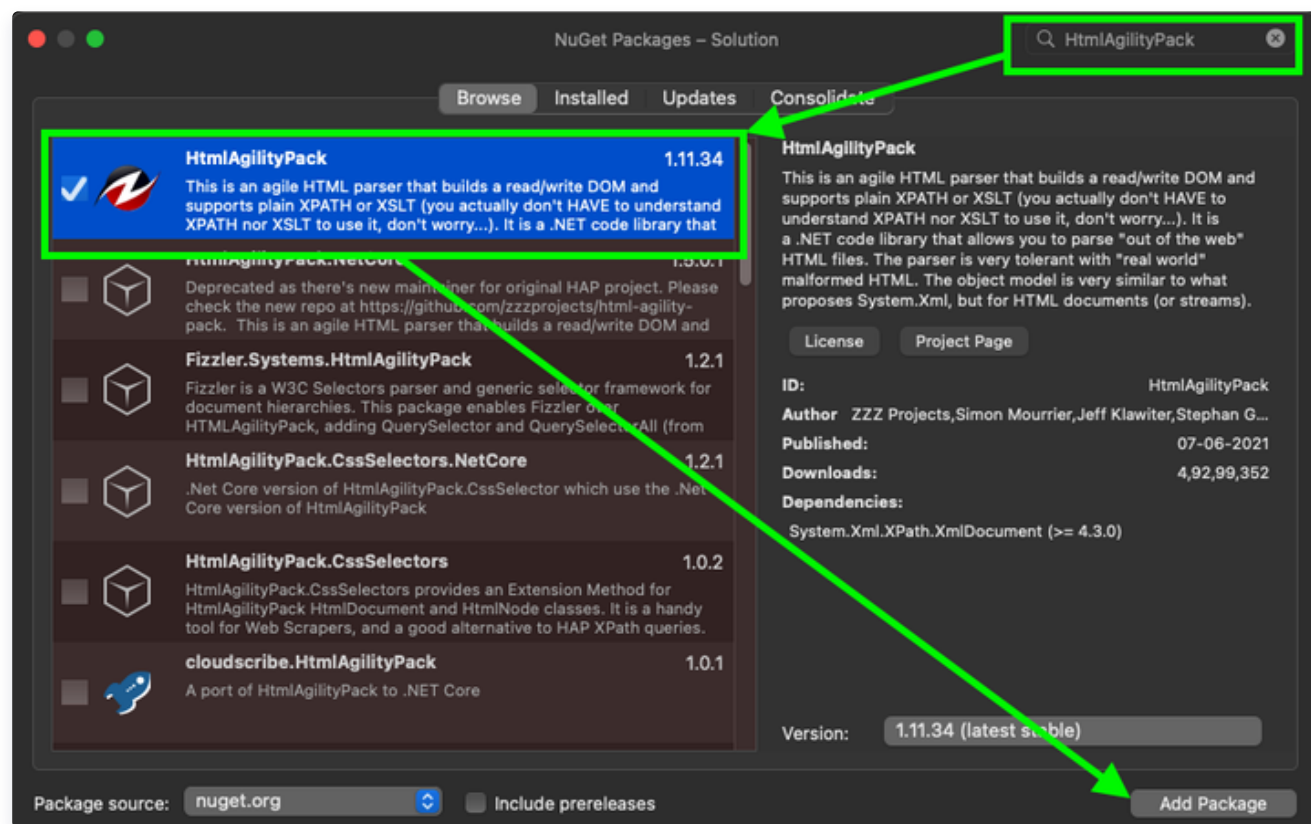 NuGet Packages – Solution
HtmlAgilityPack
Browse Installed Updates Consolidate
HtmlAgilityPack 1.11.34
This is an agile HTML parser that builds a read/write DOM and
supports plain XPATH or XSLT (you actually don't HAVE to understand
XPATH nor XSLT to use it, don't worry...). It is a .NET code library that
HtmlAgilityPack.NetCore 1.5.0.1
Deprecated as there's new maintainer for original HAP project. Please
check the new repo at https://github.com/zzzprojects/html-agility-
pack. This is an agile HTML parser that builds a read/write DOM and
Fizzler.Systems.HtmlAgilityPack 1.2.1
Fizzler is a W3C Selectors parser and generic selector framework for
document hierarchies. This package enables Fizzler over
HTMLAgilityPack, adding QuerySelector and QuerySelectorAll (from
HtmlAgilityPack.CssSelectors.NetCore 1.2.1
.Net Core version of HtmlAgilityPack.CssSelector which use the .Net
Core version of HtmlAgilityPack
HtmlAgilityPack.CssSelectors 1.0.2
HtmlAgilityPack.CssSelectors provides an Extension Method for
HtmlAgilityPack HtmlDocument and HtmlNode classes. It is a handy
tool for Web Scrapers, and a good alternative to HAP XPath queries.
cloudscribe.HtmlAgilityPack 1.0.1
A port of HtmlAgilityPack to .NET Core
HtmlAgilityPack
This is an agile HTML parser that builds a read/write DOM and
supports plain XPATH or XSLT (you actually don't HAVE to
understand XPATH nor XSLT to use it, don't worry...). It is
a .NET code library that allows you to parse "out of the web"
HTML files. The parser is very tolerant with "real world"
malformed HTML. The object model is very similar to what
proposes System.Xml, but for HTML documents (or streams).
License Project Page
ID: HtmlAgilityPack
Author ZZZ Projects,Simon Mourrier,Jeff Klawiter,Stephan G...
Published: 07-06-2021
Downloads: 4,92,99,352
Dependencies:
System.Xml.XPath.XmlDocument (>= 4.3.0)
Version: 1.11.34 (latest stable)
Package source: nuget.org Include prereleases Add Package